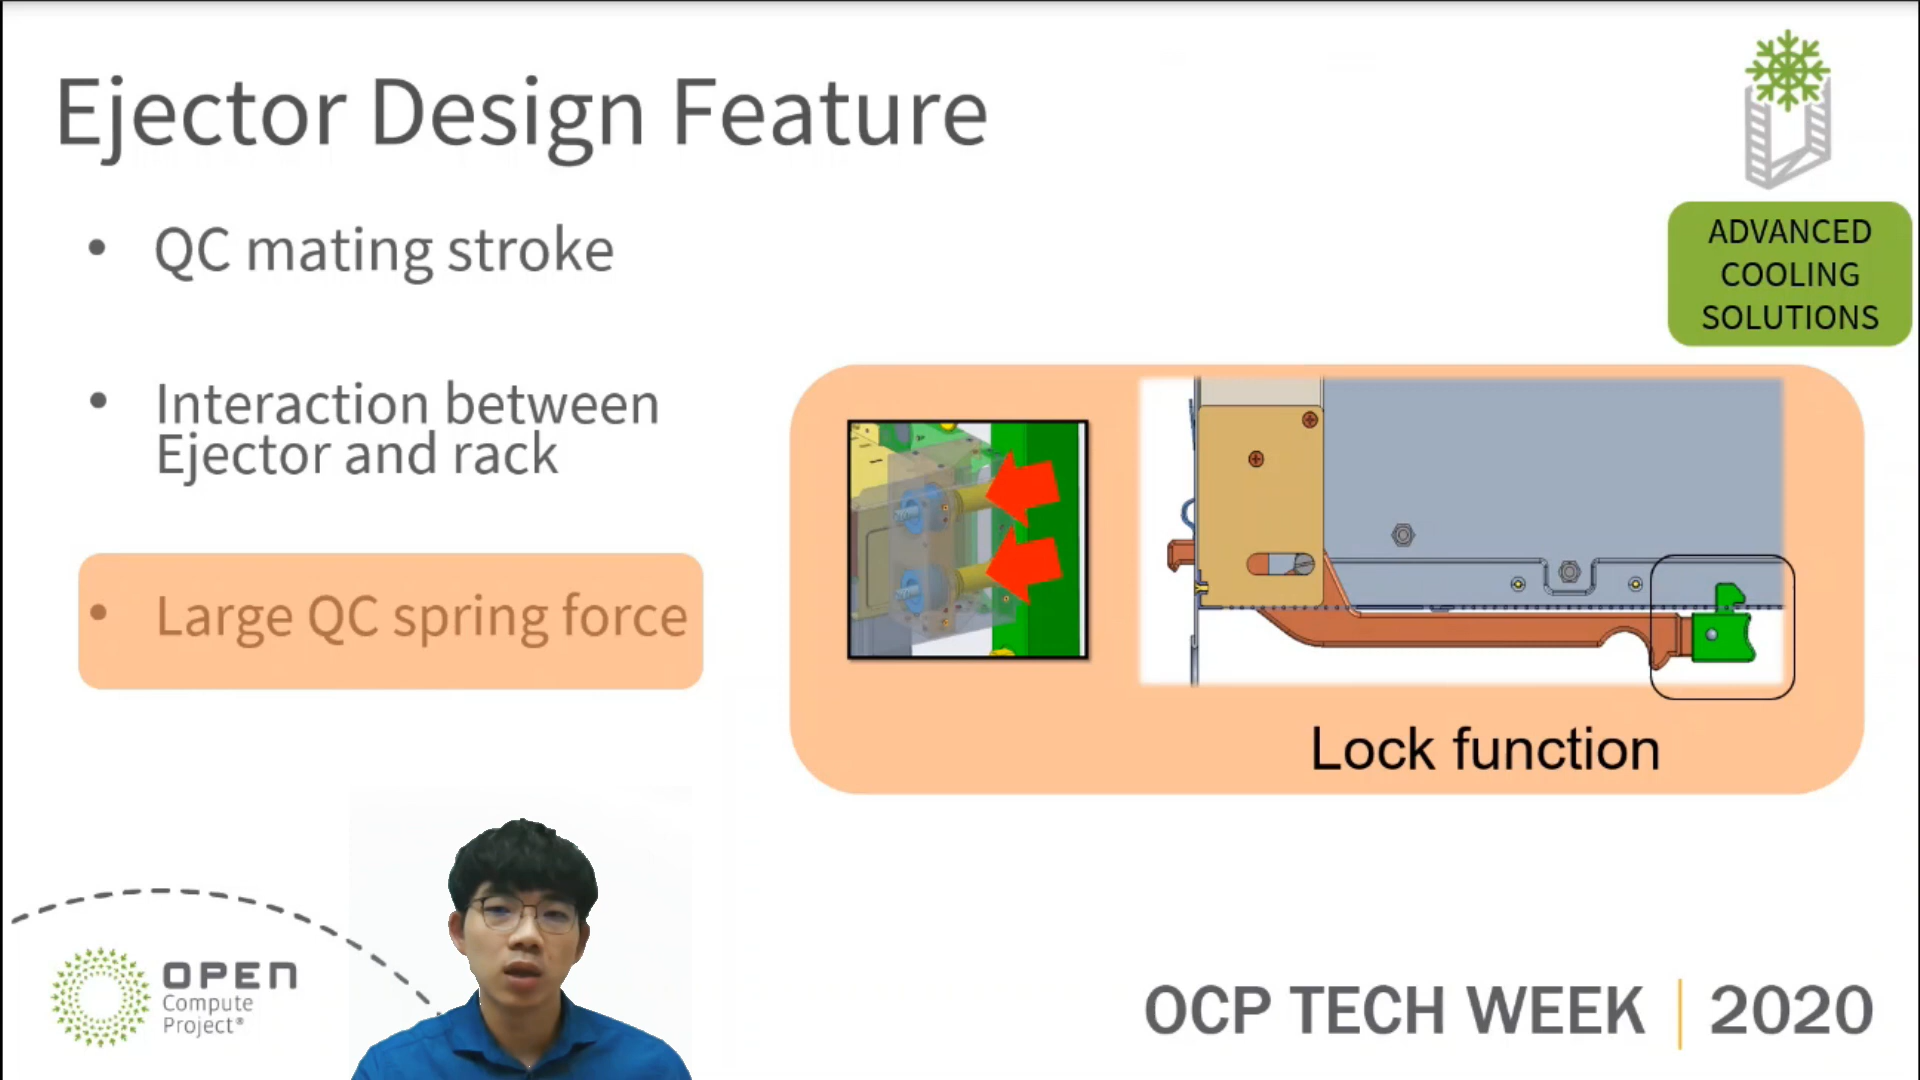 Ejector Design Feature
• QC mating stroke
• Interaction between
Ejector and rack
• Large QC spring force
ADVANCED
COOLING
SOLUTIONS
Lock function
OPEN
Compute
Project®
OCP TECH WEEK | 2020